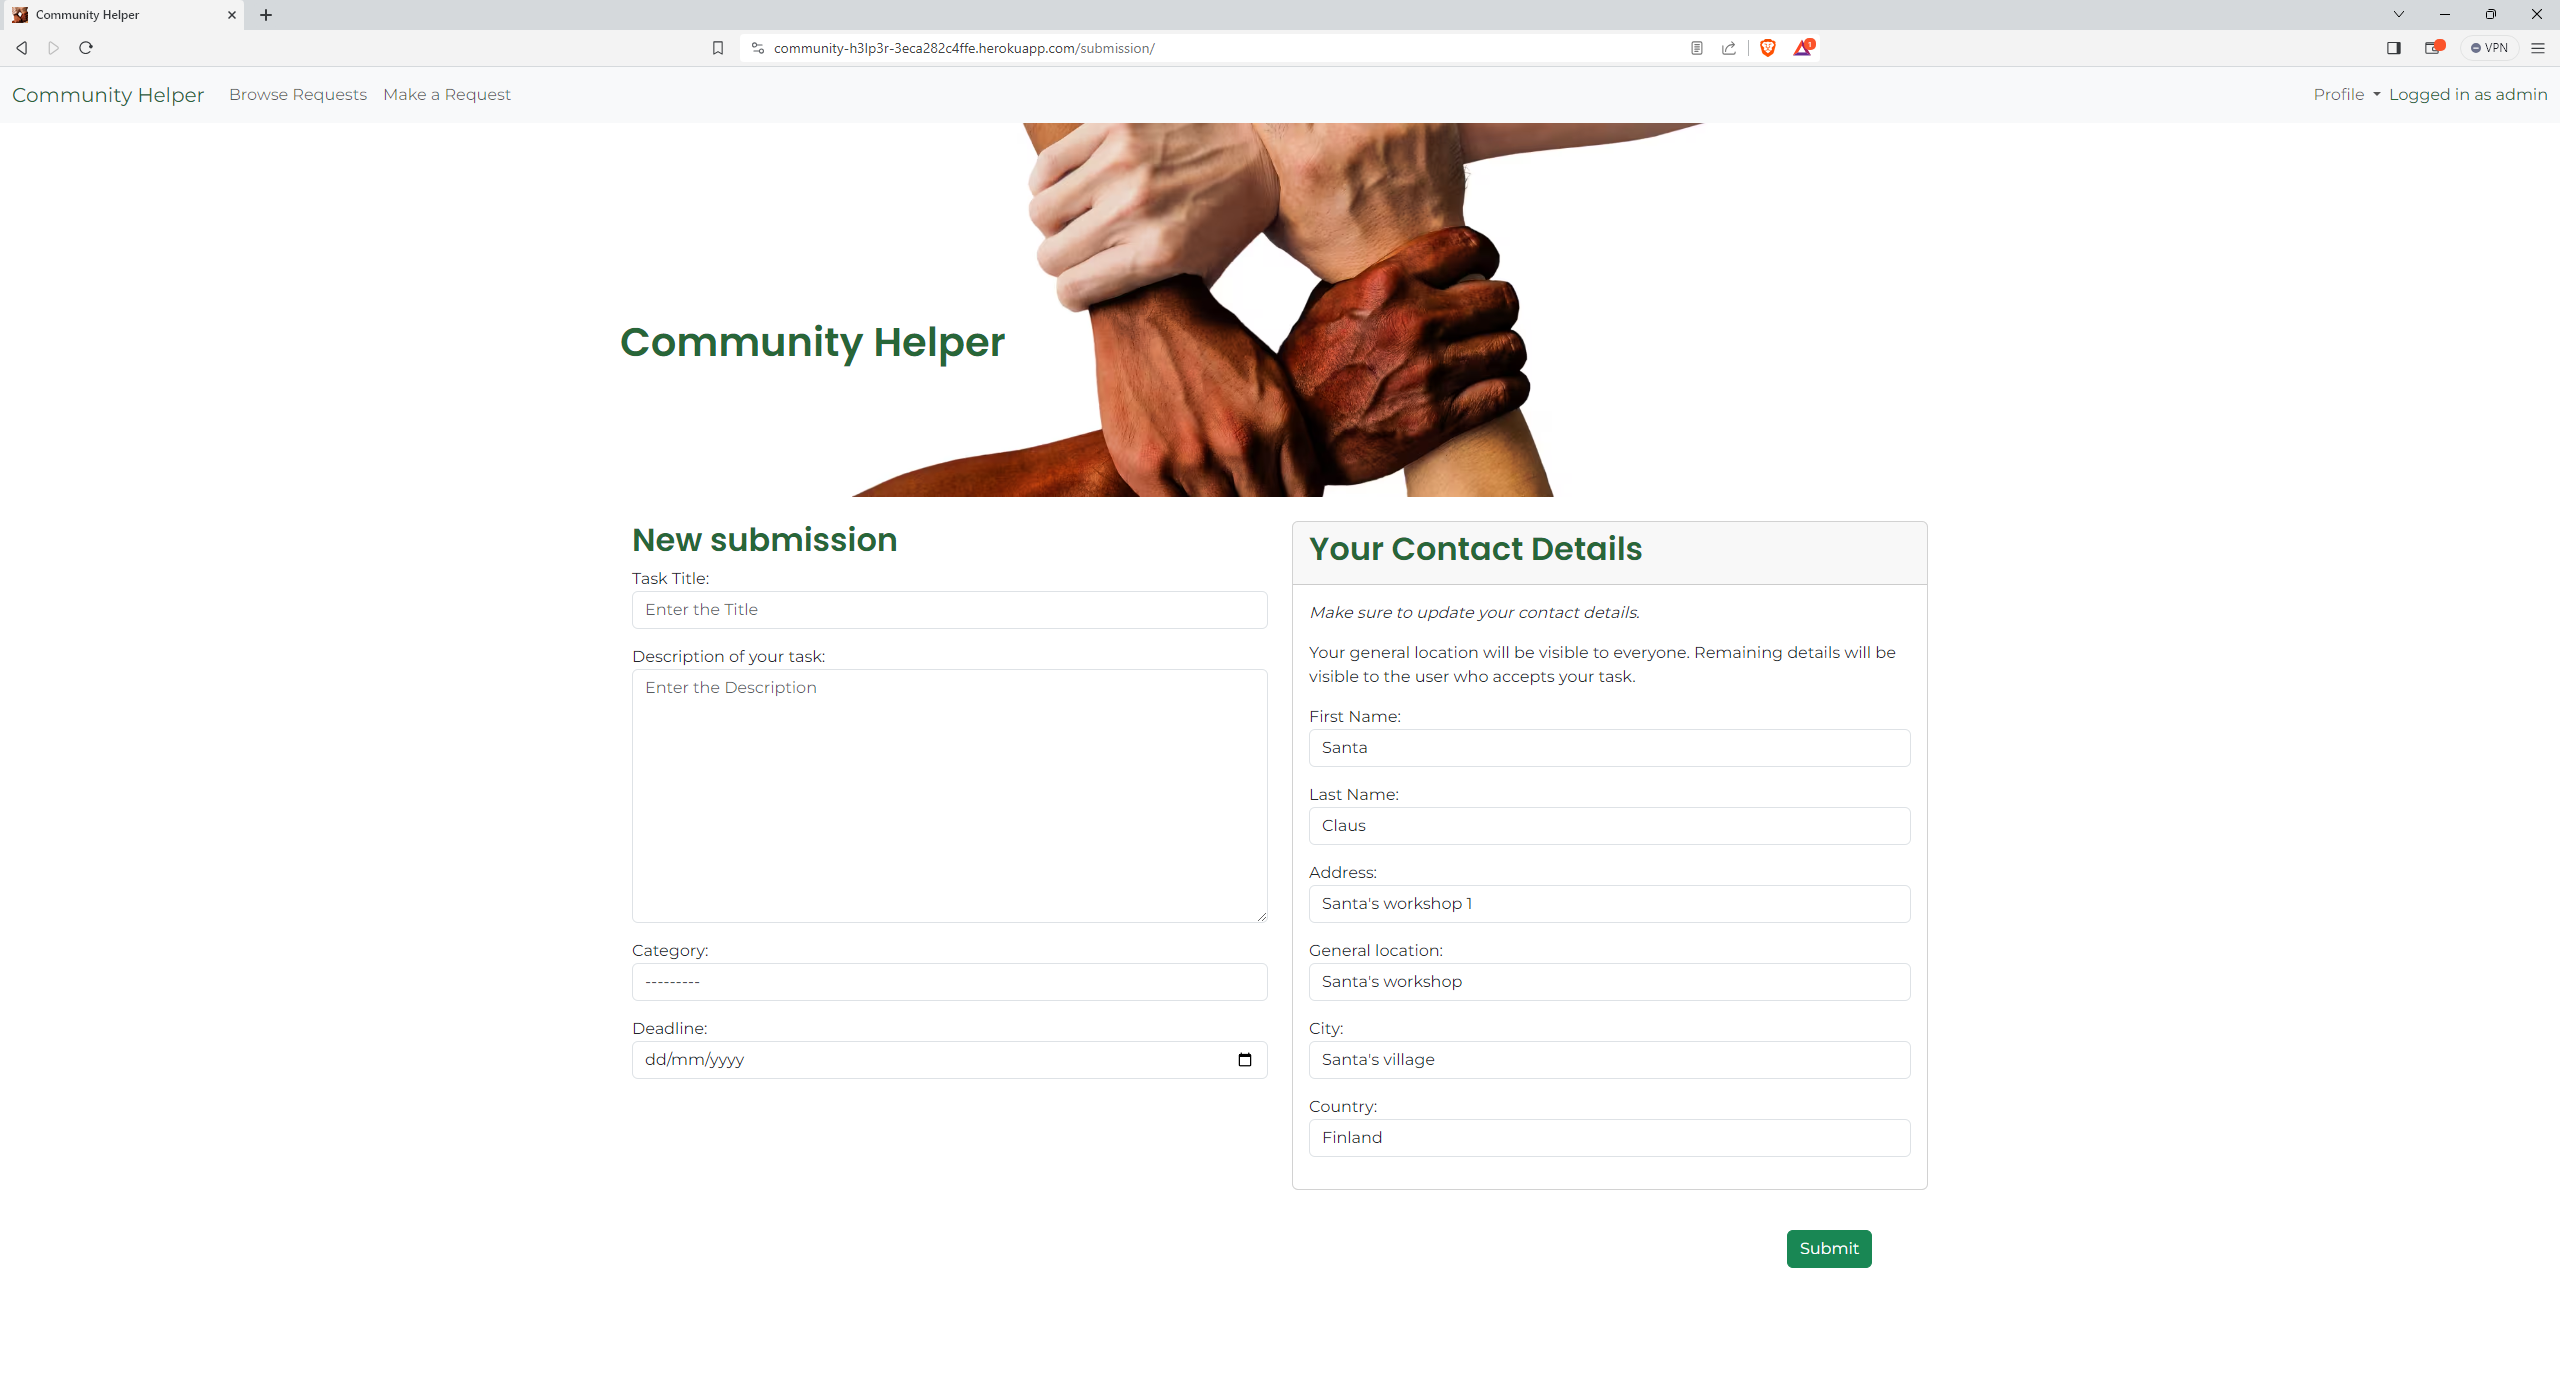 Community Helper
community-h3lp3r-3eca282c4ffe.herokuapp.com/submission/
1
VPN
Community Helper Browse Requests Make a Request Profile Logged in as admin
Community Helper
New submission
Task Title:
Enter the Title
Description of your task:
Enter the Description
Category:
---------
Deadline:
dd/mm/yyyy
Your Contact Details
Make sure to update your contact details.
Your general location will be visible to everyone. Remaining details will be
visible to the user who accepts your task.
First Name:
Santa
Last Name:
Claus
Address:
Santa's workshop 1
General location:
Santa's workshop
City:
Santa's village
Country:
Finland
Submit